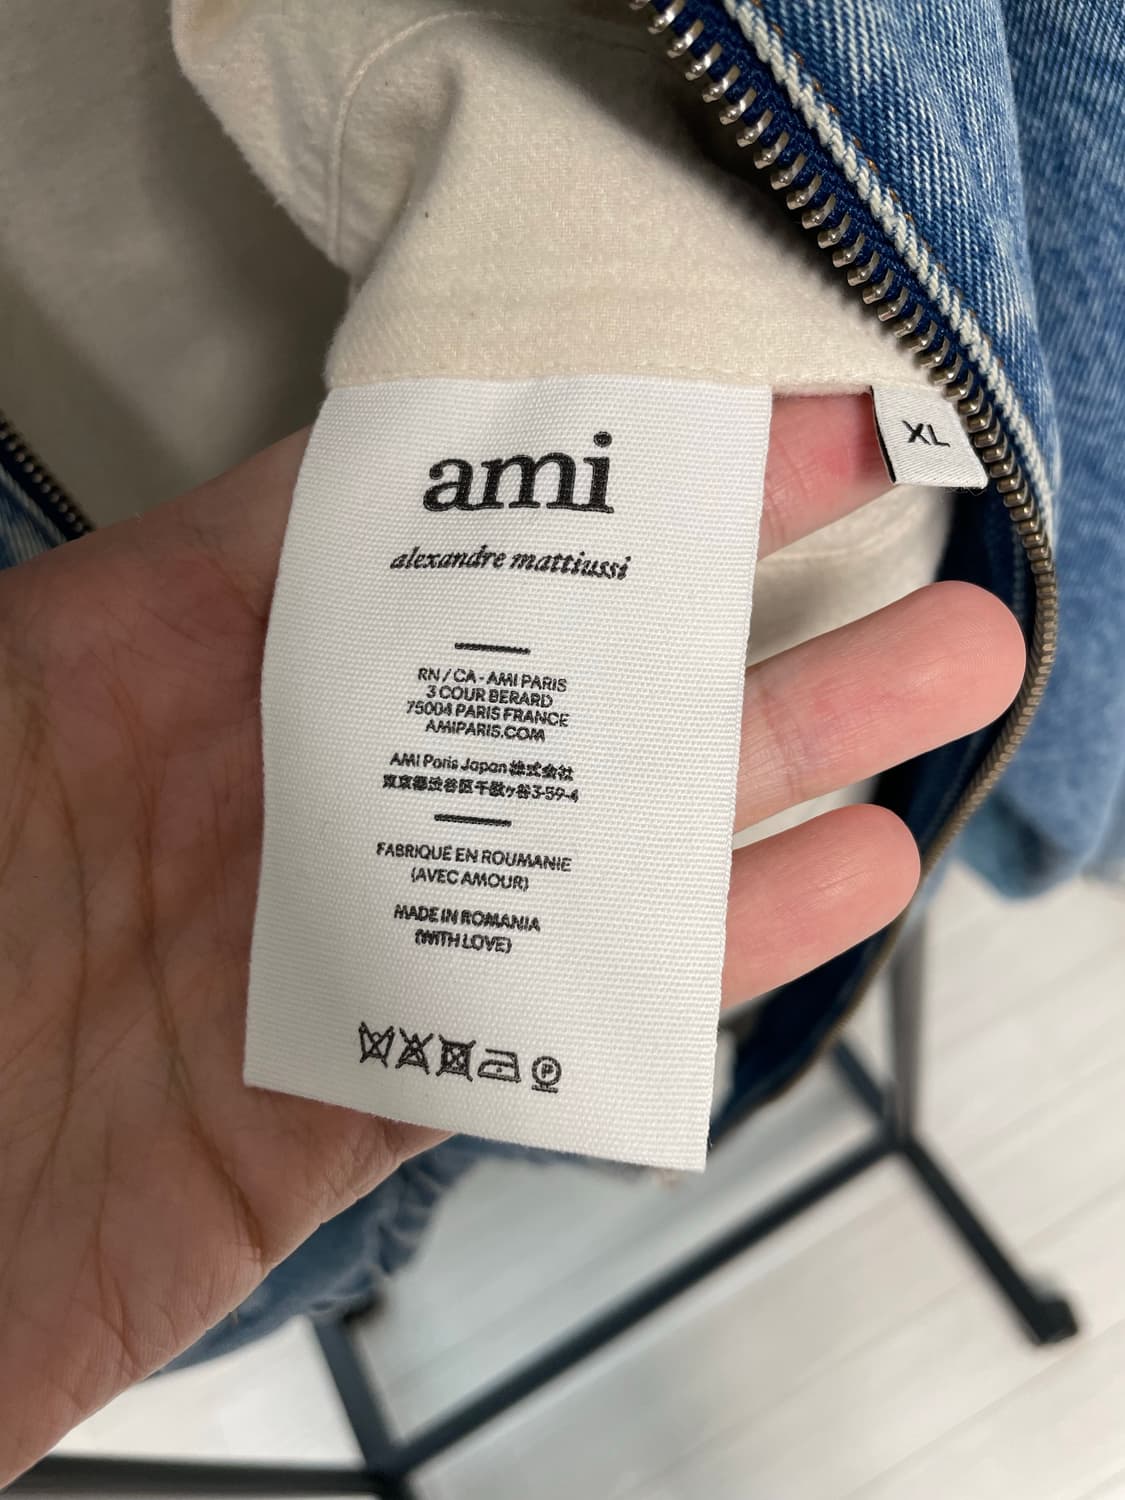 ami
alexandre mattiussi
RN / CA - AMI PARIS
3 COUR BERARD
75004 PARIS FRANCE
AMIPARIS.COM
AMI Paris Japan 株式会社
東京都渋谷区千駄ヶ谷3-59-4
FABRIQUÉ EN ROUMANIE
(AVEC AMOUR)
MADE IN ROMANIA
(WITH LOVE)
P
XL